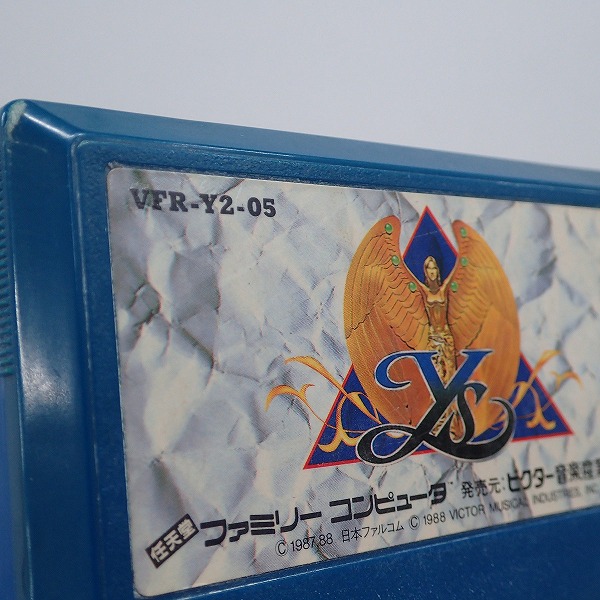 VFR-Y2-05
Ys
任天堂 ファミリー コンピュータ 発売元:ビクター音楽産業
© 1987,88 日本ファルコム © 1988 VICTOR MUSICAL INDUSTRIES, INC.